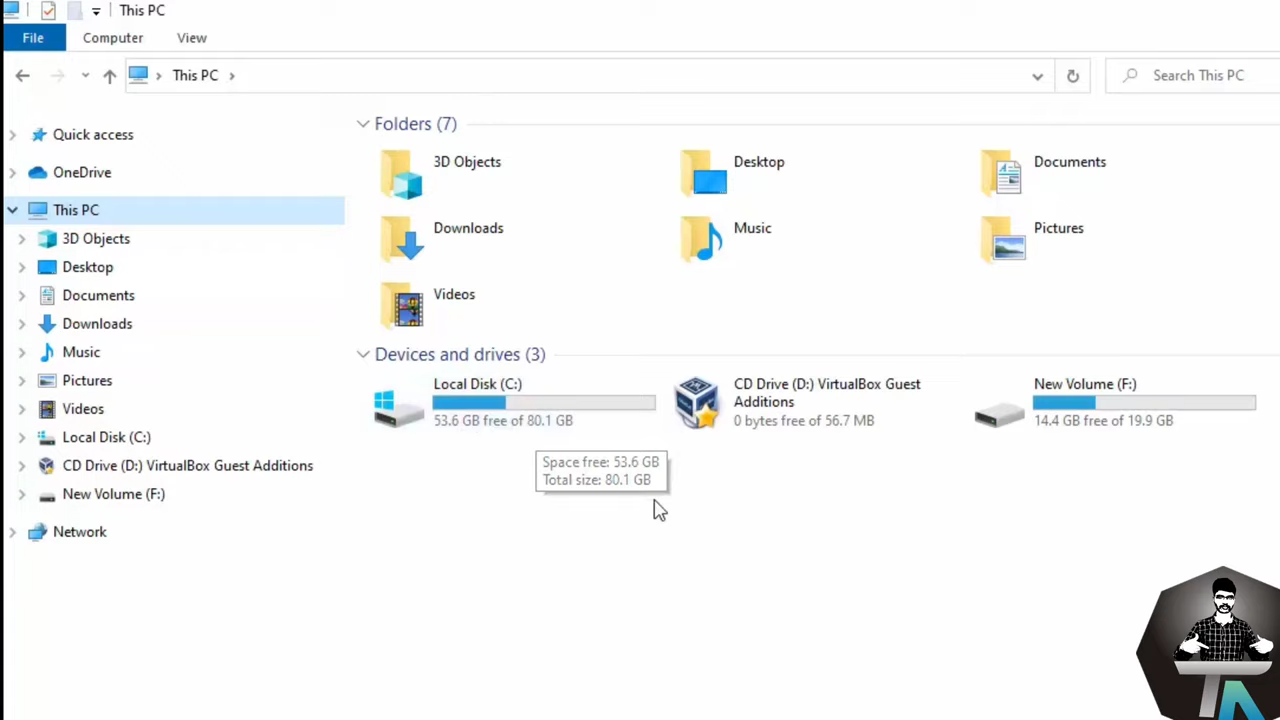 This PC
File
Computer
View
This PC
Search This PC
Quick access
OneDrive
This PC
3D Objects
Desktop
Documents
Downloads
Music
Pictures
Videos
Local Disk (C:)
CD Drive (D:) VirtualBox Guest Additions
New Volume (F:)
Network
Folders (7)
3D Objects
Desktop
Documents
Downloads
Music
Pictures
Videos
Devices and drives (3)
Local Disk (C:)
53.6 GB free of 80.1 GB
CD Drive (D:) VirtualBox Guest
Additions
0 bytes free of 56.7 MB
New Volume (F:)
14.4 GB free of 19.9 GB
Space free: 53.6 GB
Total size: 80.1 GB